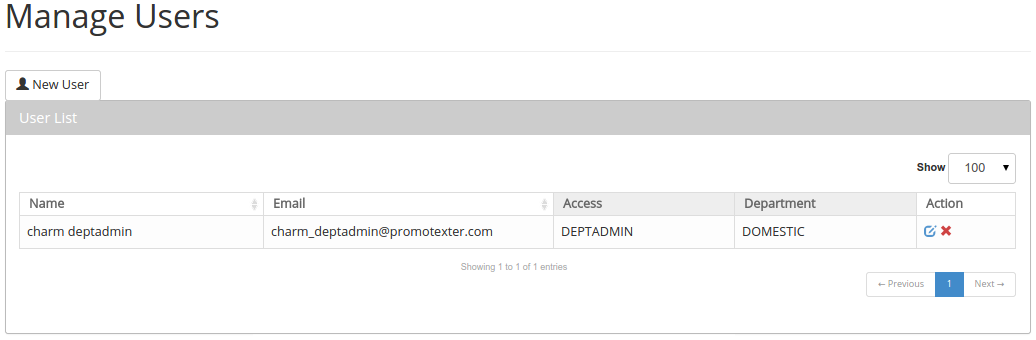 Manage Users
New User
User List
Show 100
Name Email Access Department Action
charm deptadmin charm_deptadmin@promotexter.com DEPTADMIN DOMESTIC
Showing 1 to 1 of 1 entries
← Previous 1 Next →